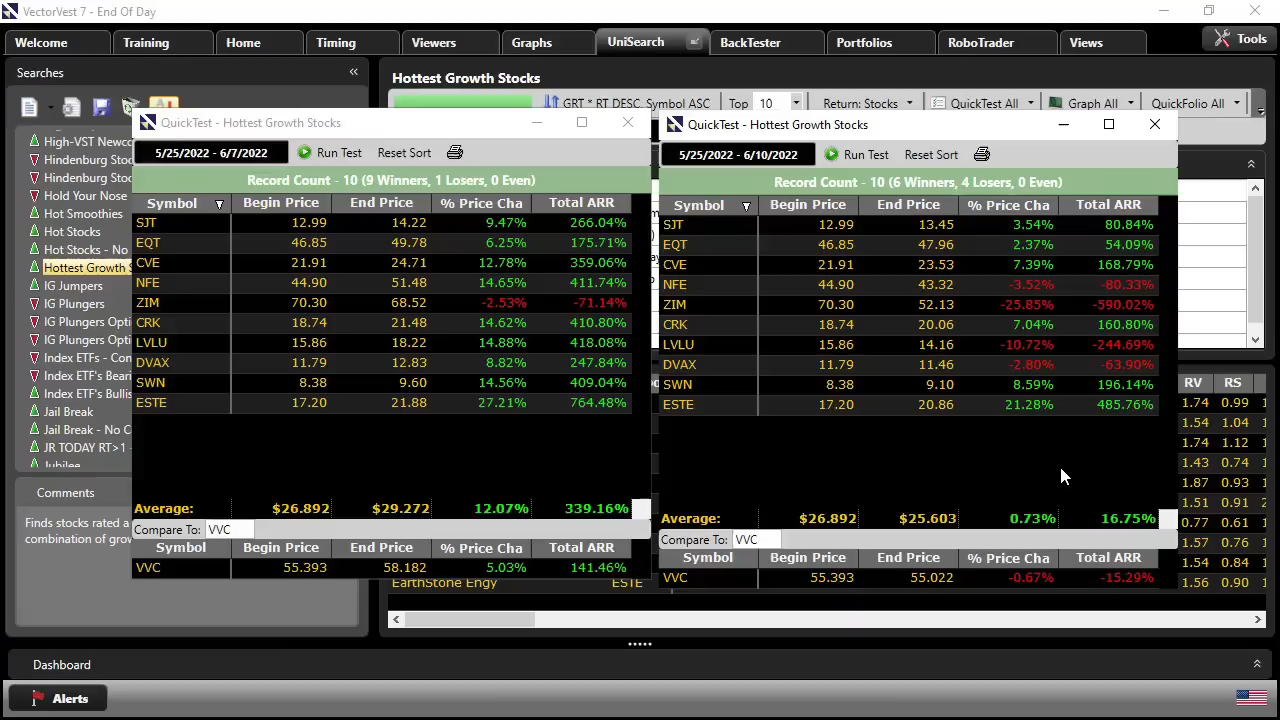 VectorVest 7 - End Of Day
Welcome
Training
Home
Timing
Viewers
Graphs
UniSearch
BackTester
Portfolios
RoboTrader
Views
Tools
Searches
High-VST Newco
Hindenburg Stoc
Hindenburg Stoc
Hold Your Nose
Hot Smoothies
Hot Stocks
Hot Stocks - No
Hottest Growth S
IG Jumpers
IG Plungers
IG Plungers Opti
IG Plungers Opti
Index ETFs - Con
Index ETF's Beari
Index ETF's Bullis
Jail Break
Jail Break - No C
JR TODAY RT>1 -
Jubilee
Comments
Finds stocks rated a
combination of grow
Hottest Growth Stocks
GRT * RT DESC, Symbol ASC
Top 10
Return: Stocks
QuickTest All
Graph All
QuickFolio All
QuickTest - Hottest Growth Stocks
5/25/2022 - 6/7/2022 Run Test Reset Sort
Record Count - 10 (9 Winners, 1 Losers, 0 Even)
Symbol Begin Price End Price % Price Cha Total ARR
SJT 12.99 14.22 9.47% 266.04%
EQT 46.85 49.78 6.25% 175.71%
CVE 21.91 24.71 12.78% 359.06%
NFE 44.90 51.48 14.65% 411.74%
ZIM 70.30 68.52 -2.53% -71.14%
CRK 18.74 21.48 14.62% 410.80%
LVLU 15.86 18.22 14.88% 418.08%
DVAX 11.79 12.83 8.82% 247.84%
SWN 8.38 9.60 14.56% 409.04%
ESTE 17.20 21.88 27.21% 764.48%
Average: $26.892 $29.272 12.07% 339.16%
Compare To: VVC
Symbol Begin Price End Price % Price Cha Total ARR
VVC 55.393 58.182 5.03% 141.46%
QuickTest - Hottest Growth Stocks
5/25/2022 - 6/10/2022 Run Test Reset Sort
Record Count - 10 (6 Winners, 4 Losers, 0 Even)
Symbol Begin Price End Price % Price Cha Total ARR
SJT 12.99 13.45 3.54% 80.84%
EQT 46.85 47.96 2.37% 54.09%
CVE 21.91 23.53 7.39% 168.79%
NFE 44.90 43.32 -3.52% -80.33%
ZIM 70.30 52.13 -25.85% -590.02%
CRK 18.74 20.06 7.04% 160.80%
LVLU 15.86 14.16 -10.72% -244.69%
DVAX 11.79 11.46 -2.80% -63.90%
SWN 8.38 9.10 8.59% 196.14%
ESTE 17.20 20.86 21.28% 485.76%
Average: $26.892 $25.603 0.73% 16.75%
Compare To: VVC
Symbol Begin Price End Price % Price Cha Total ARR
VVC 55.393 55.022 -0.67% -15.29%
RV RS
1.74 0.99
1.54 1.04
1.74 1.12
1.43 0.74
1.87 0.93
1.51 0.91
0.77 0.61
1.57 0.76
1.54 0.84
EarthStone Engy ESTE 1.56 0.90
Dashboard
Alerts